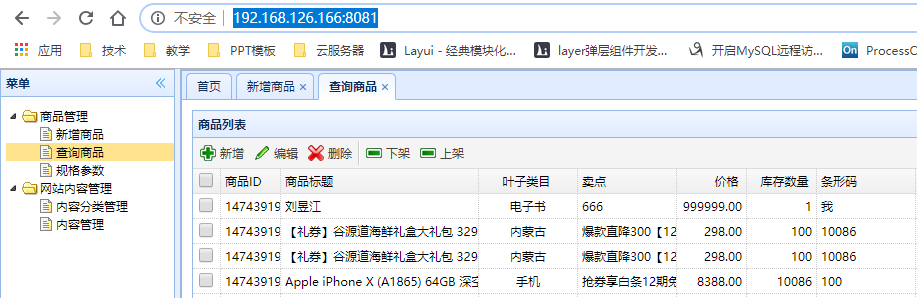 不安全 | 192.168.126.166:8081
应用 技术 教学 PPT模板 云服务器 Layui - 经典模块化... layer弹层组件开发... 开启MySQL远程访... ProcessO
菜单 首页 新增商品 查询商品
商品管理
新增商品
查询商品
规格参数
网站内容管理
内容分类管理
内容管理
商品列表
新增 编辑 删除 下架 上架
商品ID 商品标题 叶子类目 卖点 价格 库存数量 条形码
14743919 刘昱江 电子书 666 999999.00 1 我
14743919 【礼券】谷源道海鲜礼盒大礼包 329 内蒙古 爆款直降300【12 298.00 100 10086
14743919 【礼券】谷源道海鲜礼盒大礼包 329 内蒙古 爆款直降300【12 298.00 100 10086
14743919 Apple iPhone X (A1865) 64GB 深空 手机 抢券享白条12期免 8388.00 10086 100